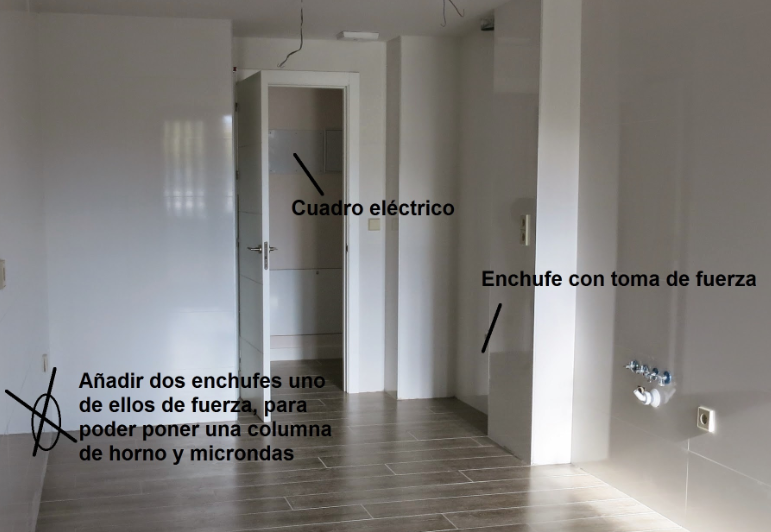 Cuadro eléctrico
Enchufe con toma de fuerza
Añadir dos enchufes uno
de ellos de fuerza, para
poder poner una columna
de horno y microndas